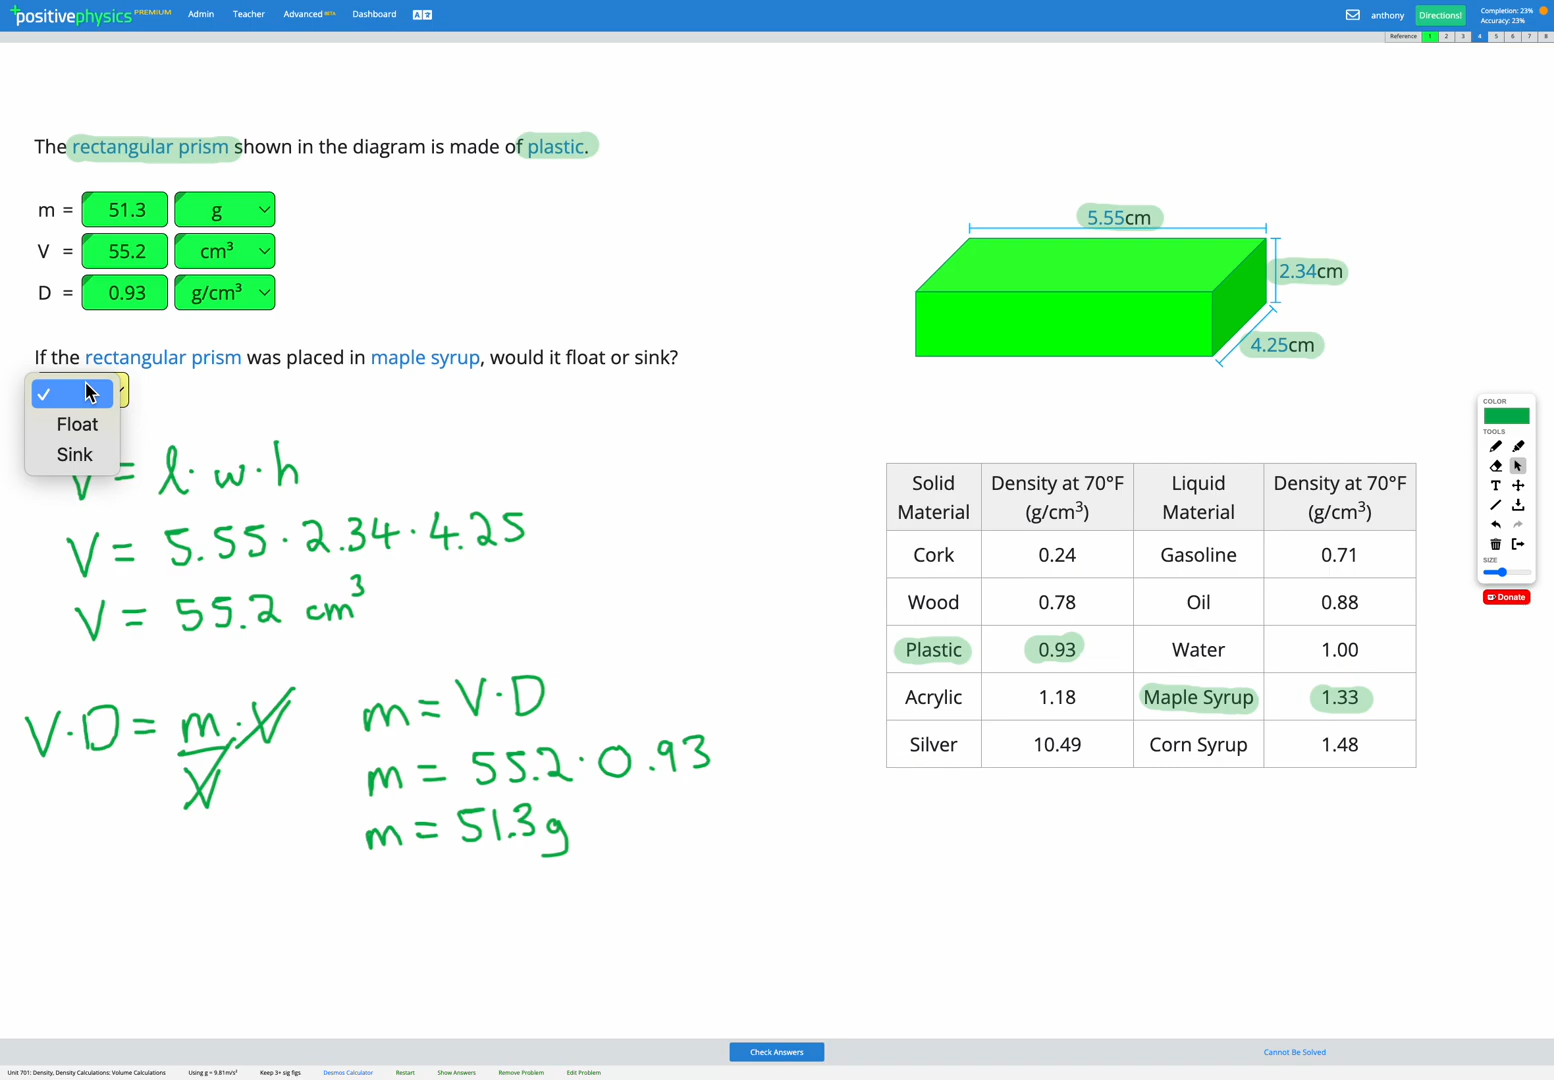 +positivephysics PREMIUM Admin Teacher Advanced BETA Dashboard anthony Directions! Completion: 23%
Accuracy: 23%
Reference 1 2 3 4 5 6 7 8
The rectangular prism shown in the diagram is made of plastic.
m = 51.3 g
V = 55.2 cm³
D = 0.93 g/cm³
If the rectangular prism was placed in maple syrup, would it float or sink?
✓
Float
Sink
V = l · w · h
V = 5.55 · 2.34 · 4.25
V = 55.2 cm³
V · D = m · V
V
m = V · D
m = 55.2 · 0.93
m = 51.3 g
5.55cm
2.34cm
4.25cm
Solid Material Density at 70°F (g/cm³) Liquid Material Density at 70°F (g/cm³)
Cork 0.24 Gasoline 0.71
Wood 0.78 Oil 0.88
Plastic 0.93 Water 1.00
Acrylic 1.18 Maple Syrup 1.33
Silver 10.49 Corn Syrup 1.48
COLOR
TOOLS
T
SIZE
Donate
Check Answers Cannot Be Solved
Unit 701: Density, Density Calculations: Volume Calculations Using g = 9.81m/s² Keep 3+ sig figs Desmos Calculator Restart Show Answers Remove Problem Edit Problem